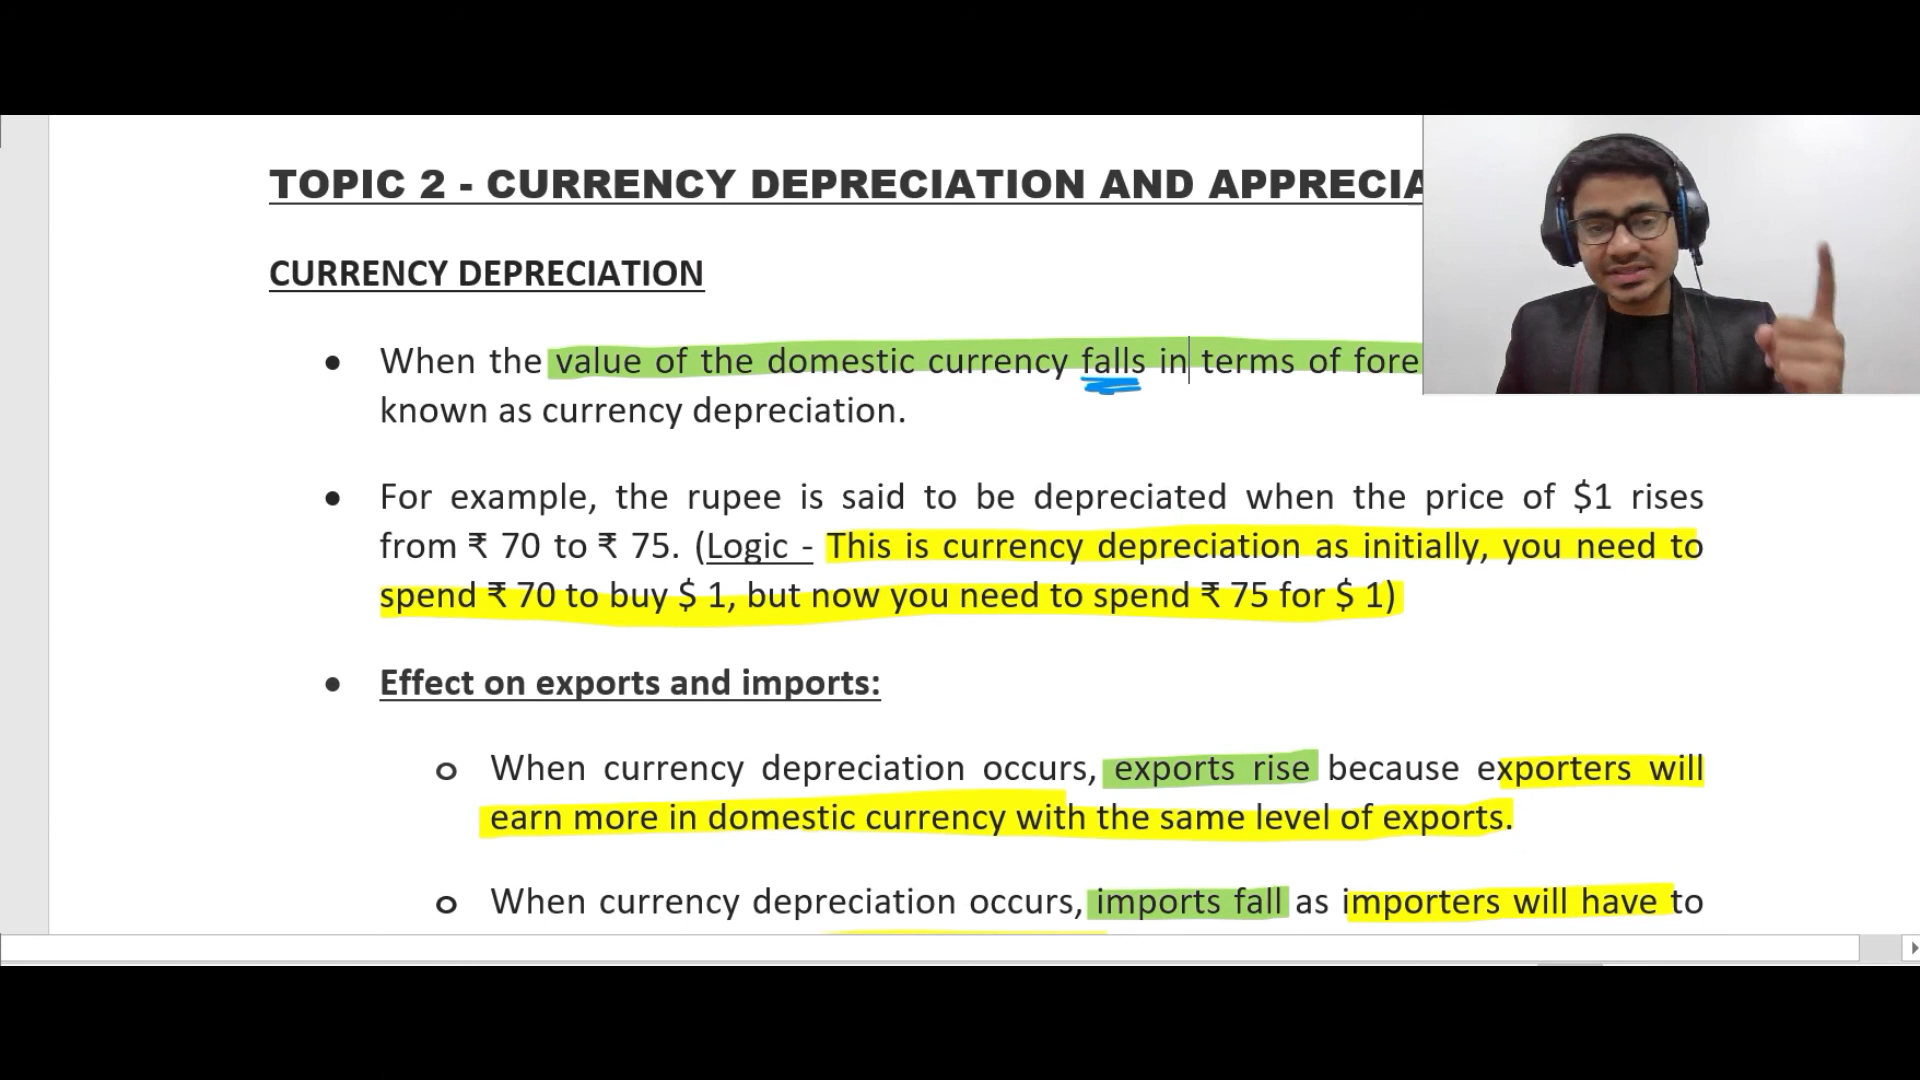 TOPIC 2 - CURRENCY DEPRECIATION AND
CURRENCY DEPRECIATION
• When the value of the domestic currency falls in terms of
known as currency depreciation.
• For example, the rupee is said to be depreciated when the price of $1 rises
from ₹ 70 to ₹ 75. (Logic - This is currency depreciation as initially, you need to
spend ₹ 70 to buy $ 1, but now you need to spend ₹ 75 for $ 1)
• Effect on exports and imports:
o When currency depreciation occurs, exports rise because exporters will
earn more in domestic currency with the same level of exports.
o When currency depreciation occurs, imports fall as importers will have to